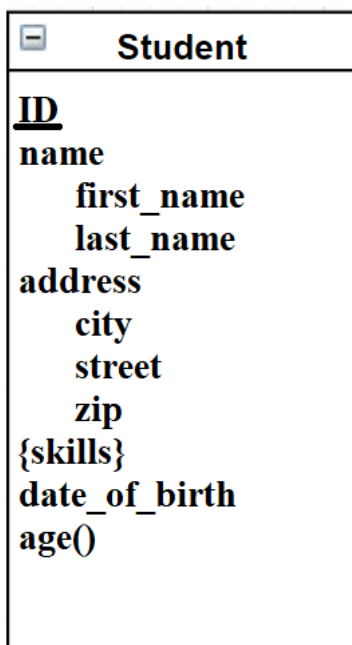 Student
ID
name
first_name
last_name
address
city
street
zip
{skills}
date_of_birth
age()